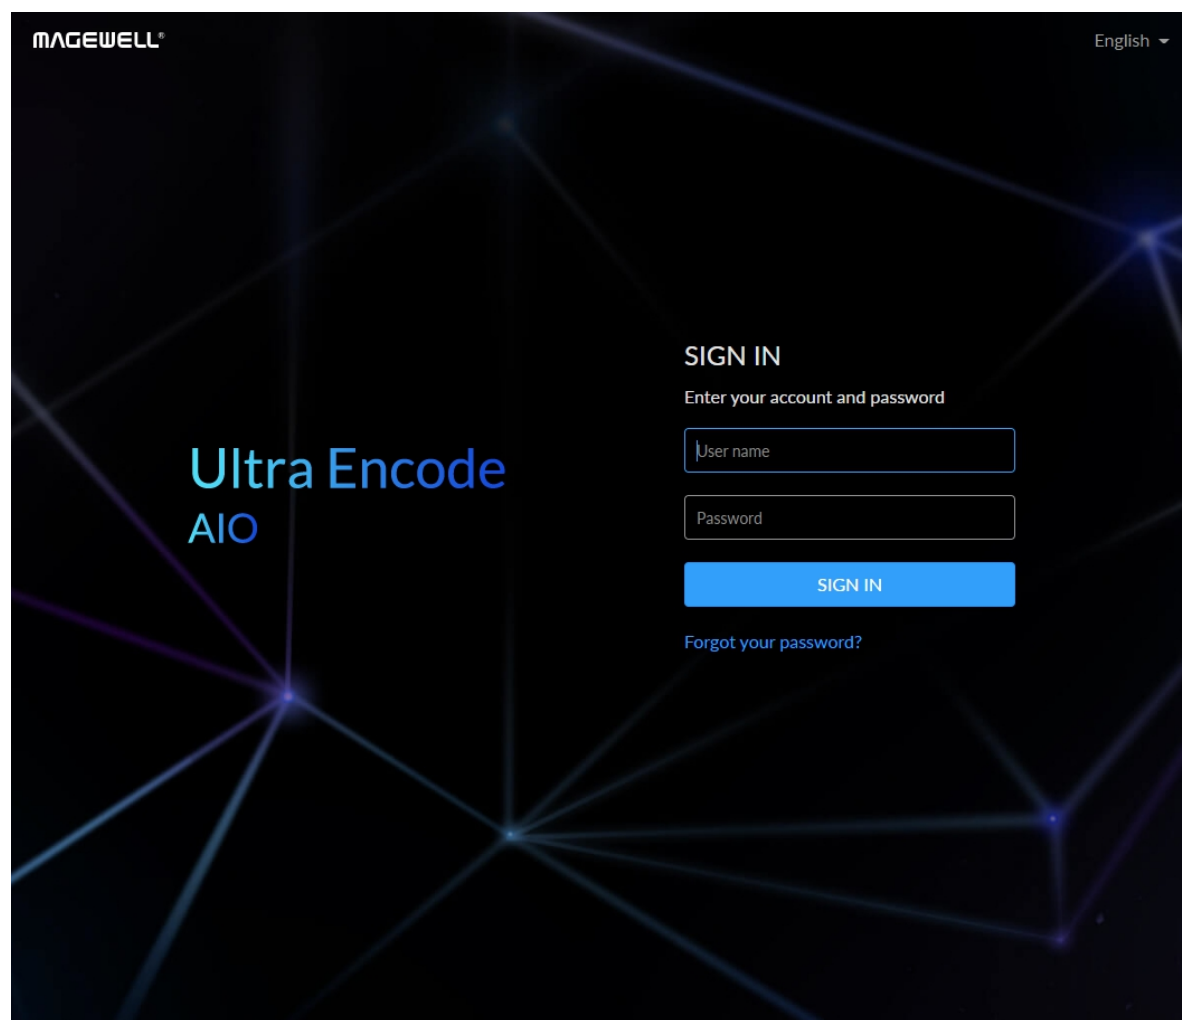 MAGEWELL®
English
Ultra Encode
AIO
SIGN IN
Enter your account and password
User name
Password
SIGN IN
Forgot your password?